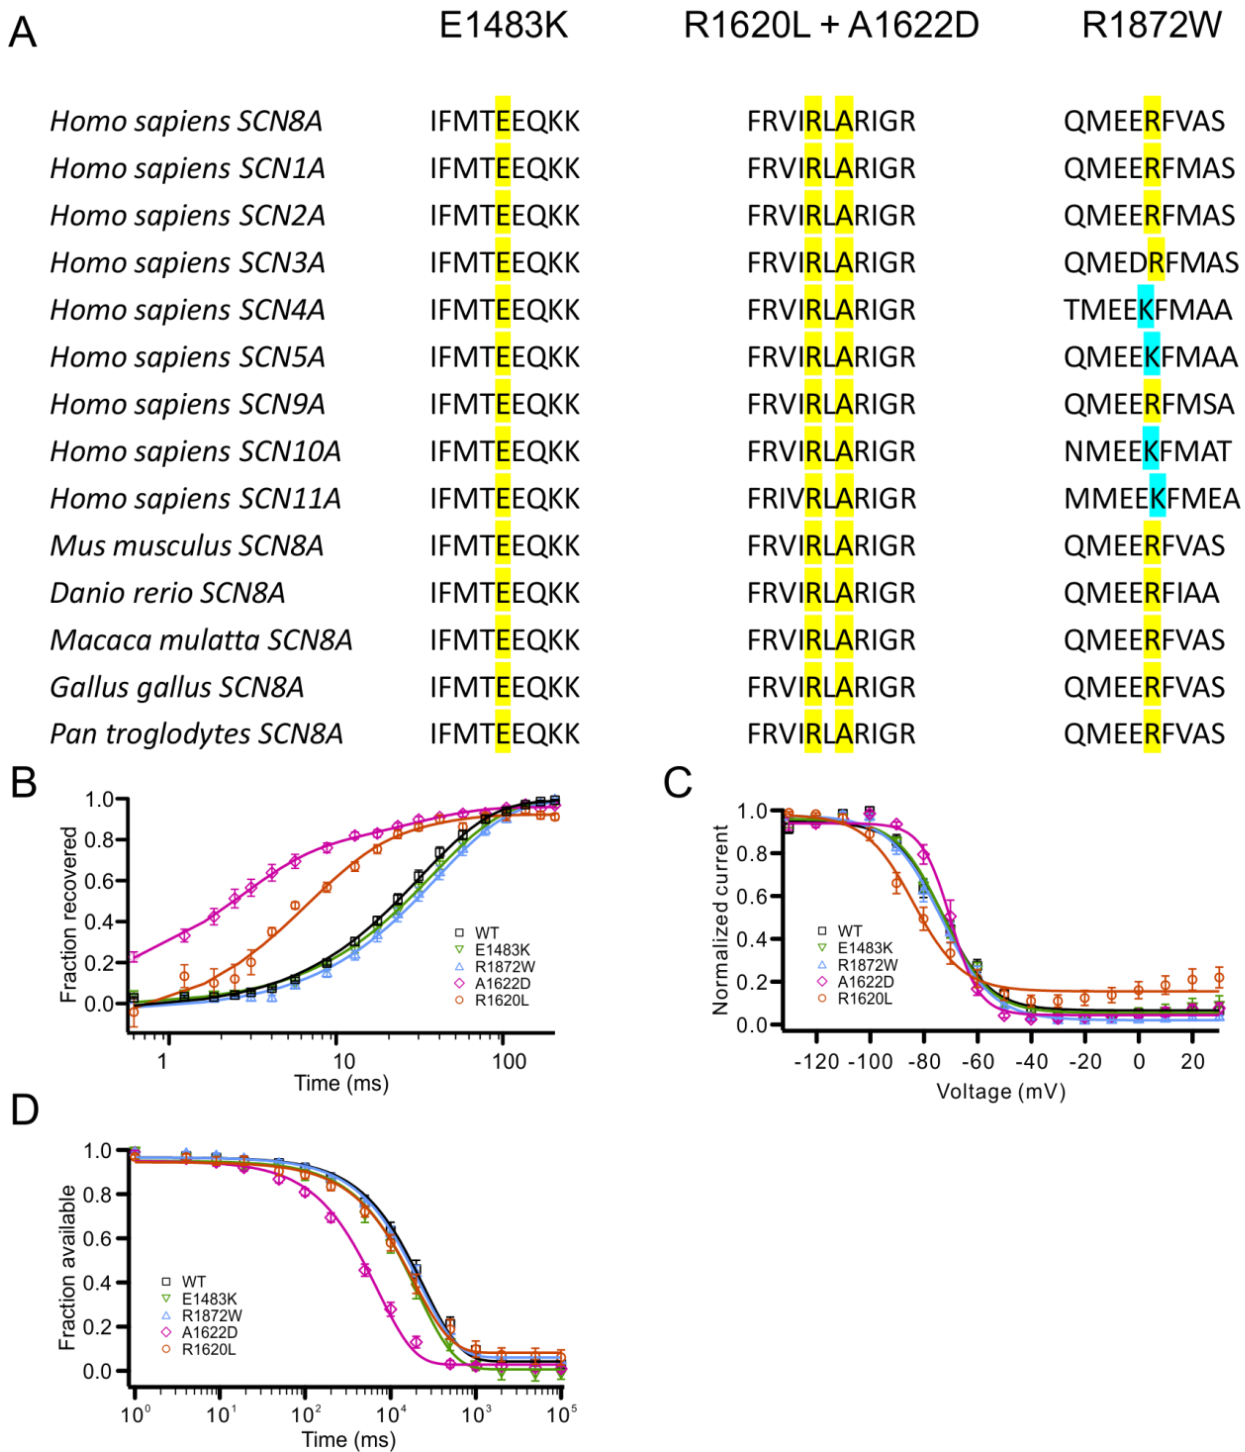 A
E1483K R1620L + A1622D R1872W
Homo sapiens SCN8A IFMTEEQKK FRVIRLARIGR QMEERFVAS
Homo sapiens SCN1A IFMTEEQKK FRVIRLARIGR QMEERFMAS
Homo sapiens SCN2A IFMTEEQKK FRVIRLARIGR QMEERFMAS
Homo sapiens SCN3A IFMTEEQKK FRVIRLARIGR QMEDRFMAS
Homo sapiens SCN4A IFMTEEQKK FRVIRLARIGR TMEEKFMAA
Homo sapiens SCN5A IFMTEEQKK FRVIRLARIGR QMEEKFMAA
Homo sapiens SCN9A IFMTEEQKK FRVIRLARIGR QMEERFMSA
Homo sapiens SCN10A IFMTEEQKK FRVIRLARIGR NMEEKFMAT
Homo sapiens SCN11A IFMTEEQKK FRIVRLARIGR MMEEKFMEA
Mus musculus SCN8A IFMTEEQKK FRVIRLARIGR QMEERFVAS
Danio rerio SCN8A IFMTEEQKK FRVIRLARIGR QMEERFIAA
Macaca mulatta SCN8A IFMTEEQKK FRVIRLARIGR QMEERFVAS
Gallus gallus SCN8A IFMTEEQKK FRVIRLARIGR QMEERFVAS
Pan troglodytes SCN8A IFMTEEQKK FRVIRLARIGR QMEERFVAS
B
Fraction recovered
1.0
0.8
0.6
0.4
0.2
0.0
WT
E1483K
R1872W
A1622D
R1620L
1 10 100
Time (ms)
C
Normalized current
1.0
0.8
0.6
0.4
0.2
0.0
WT
E1483K
R1872W
A1622D
R1620L
-120 -100 -80 -60 -40 -20 0 20
Voltage (mV)
D
Fraction available
1.0
0.8
0.6
0.4
0.2
0.0
WT
E1483K
R1872W
A1622D
R1620L
10⁰ 10¹ 10² 10⁴ 10³ 10⁵
Time (ms)